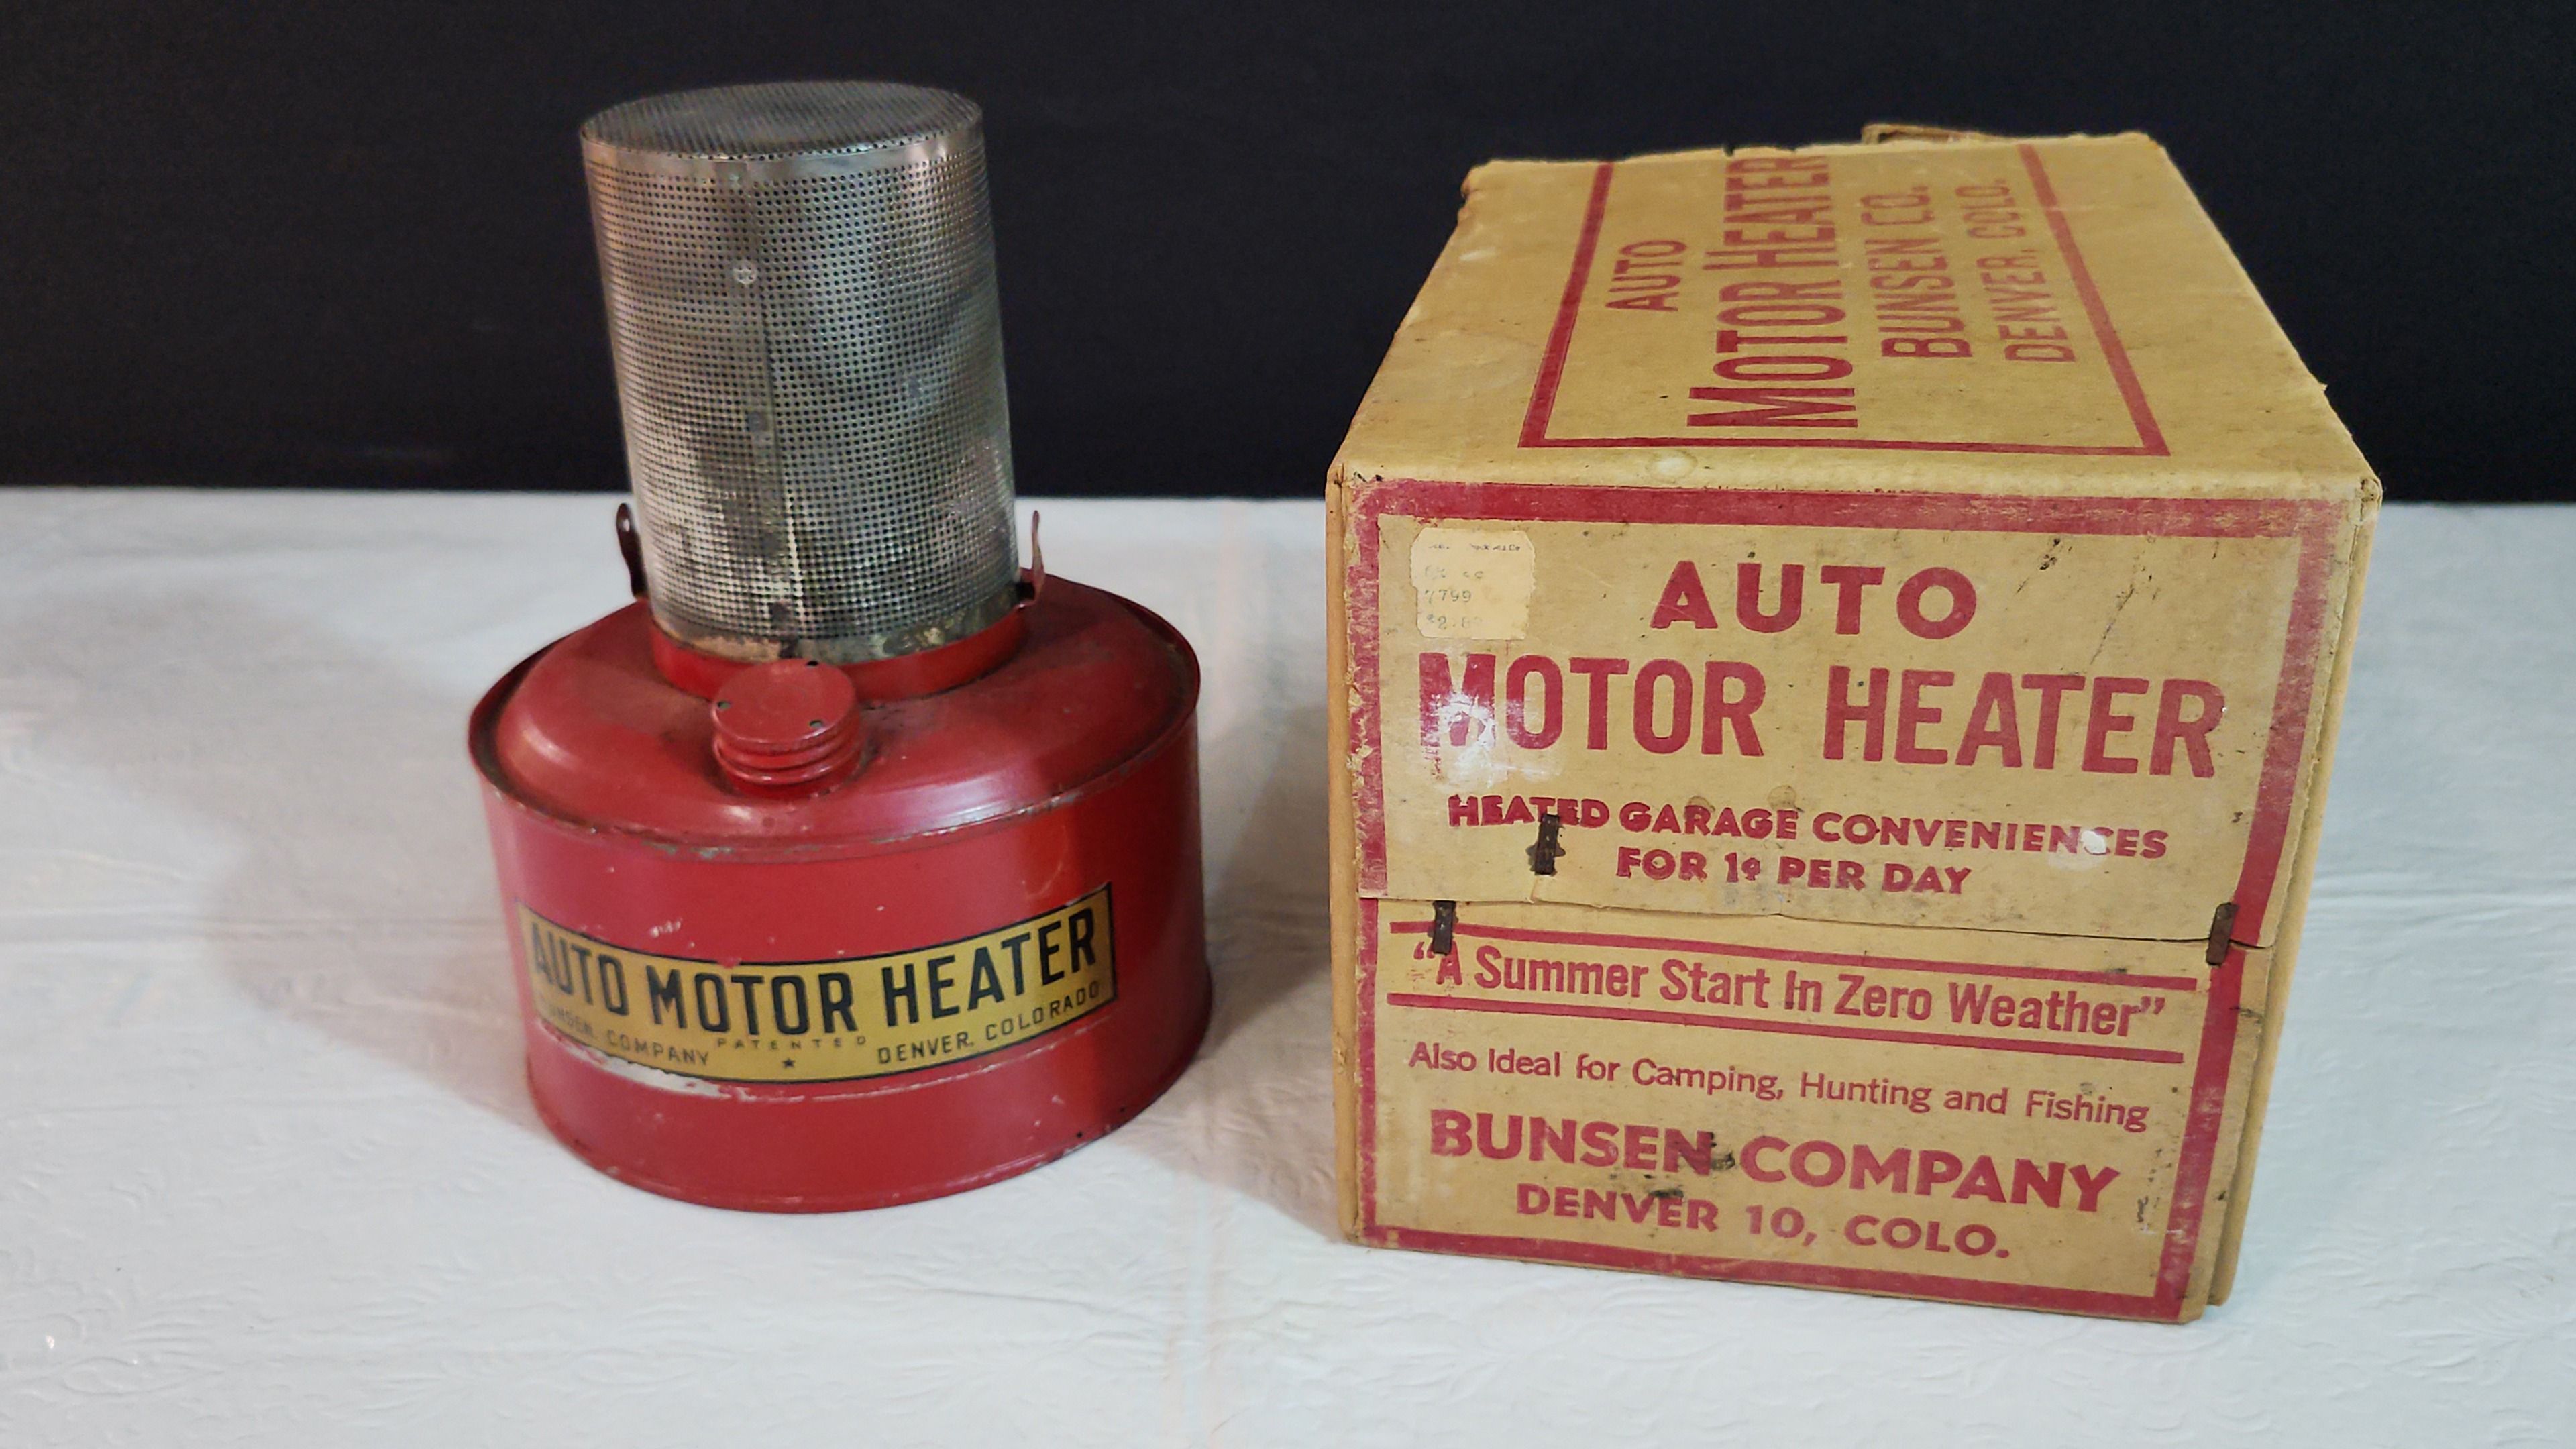 AUTO MOTOR HEATER
COMPANY PATENTED DENVER, COLORADO
AUTO
MOTOR HEATER
BUNSEN CO.
DENVER, COLO.
7799
AUTO
MOTOR HEATER
HEATED GARAGE CONVENIENCES
FOR 1¢ PER DAY
“A Summer Start In Zero Weather”
Also Ideal for Camping, Hunting and Fishing
BUNSEN COMPANY
DENVER 10, COLO.